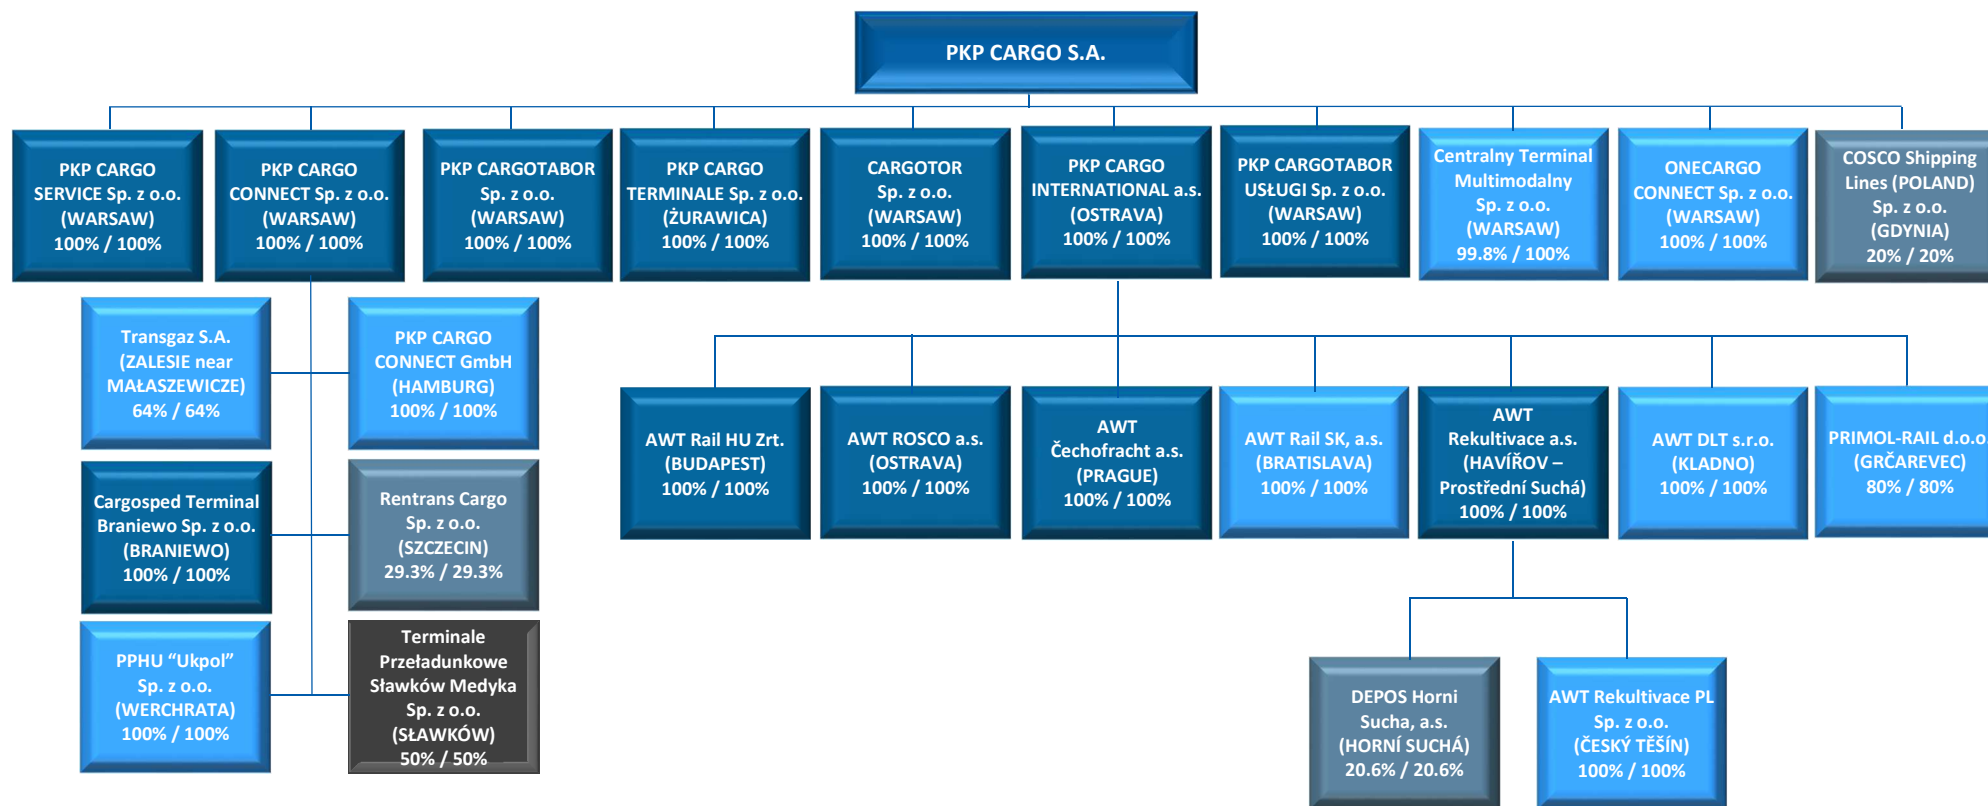 PKP CARGO S.A.
PKP CARGO
SERVICE Sp. z o.o.
(WARSAW)
100% / 100%
PKP CARGO
CONNECT Sp. z o.o.
(WARSAW)
100% / 100%
PKP CARGOTABOR
Sp. z o.o.
(WARSAW)
100% / 100%
PKP CARGO
TERMINALE Sp. z o.o.
(ŻURAWICA)
100% / 100%
CARGOTOR
Sp. z o.o.
(WARSAW)
100% / 100%
PKP CARGO
INTERNATIONAL a.s.
(OSTRAVA)
100% / 100%
PKP CARGOTABOR
USŁUGI Sp. z o.o.
(WARSAW)
100% / 100%
Centralny Terminal
Multimodalny
Sp. z o.o.
(WARSAW)
99.8% / 100%
ONECARGO
CONNECT Sp. z o.o.
(WARSAW)
100% / 100%
COSCO Shipping
Lines (POLAND)
Sp. z o.o.
(GDYNIA)
20% / 20%
Transgaz S.A.
(ZALESIE near
MAŁASZEWICZE)
64% / 64%
PKP CARGO
CONNECT GmbH
(HAMBURG)
100% / 100%
Cargosped Terminal
Braniewo Sp. z o.o.
(BRANIEWO)
100% / 100%
Rentrans Cargo
Sp. z o.o.
(SZCZECIN)
29.3% / 29.3%
PPHU “Ukpol”
Sp. z o.o.
(WERCHRATA)
100% / 100%
Terminale
Przeładunkowe
Sławków Medyka
Sp. z o.o.
(SŁAWKÓW)
50% / 50%
AWT Rail HU Zrt.
(BUDAPEST)
100% / 100%
AWT ROSCO a.s.
(OSTRAVA)
100% / 100%
AWT
Čechofracht a.s.
(PRAGUE)
100% / 100%
AWT Rail SK, a.s.
(BRATISLAVA)
100% / 100%
AWT
Rekultivace a.s.
(HAVÍŘOV –
Prostřední Suchá)
100% / 100%
AWT DLT s.r.o.
(KLADNO)
100% / 100%
PRIMOL-RAIL d.o.o.
(GRČAREVEC)
80% / 80%
DEPOS Horni
Sucha, a.s.
(HORNÍ SUCHÁ)
20.6% / 20.6%
AWT Rekultivace PL
Sp. z o.o.
(ČESKÝ TĚŠÍN)
100% / 100%